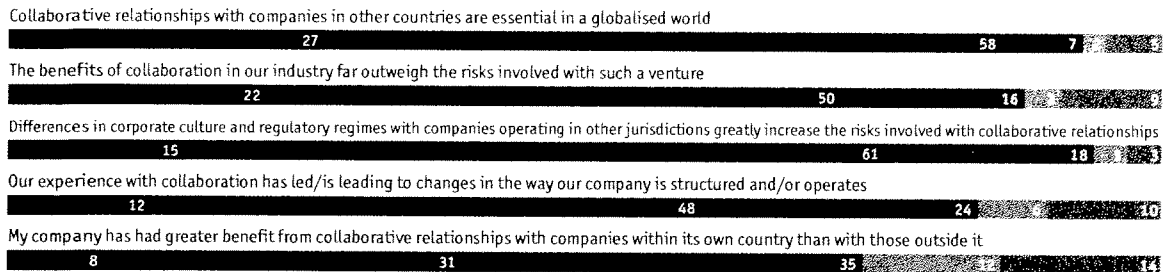 Collaborative relationships with companies in other countries are essential in a globalised world
27 58 7
The benefits of collaboration in our industry far outweigh the risks involved with such a venture
22 50 16 9
Differences in corporate culture and regulatory regimes with companies operating in other jurisdictions greatly increase the risks involved with collaborative relationships
15 61 18 3
Our experience with collaboration has led/is leading to changes in the way our company is structured and/or operates
12 48 24 6 10
My company has had greater benefit from collaborative relationships with companies within its own country than with those outside it
8 31 35 12 14